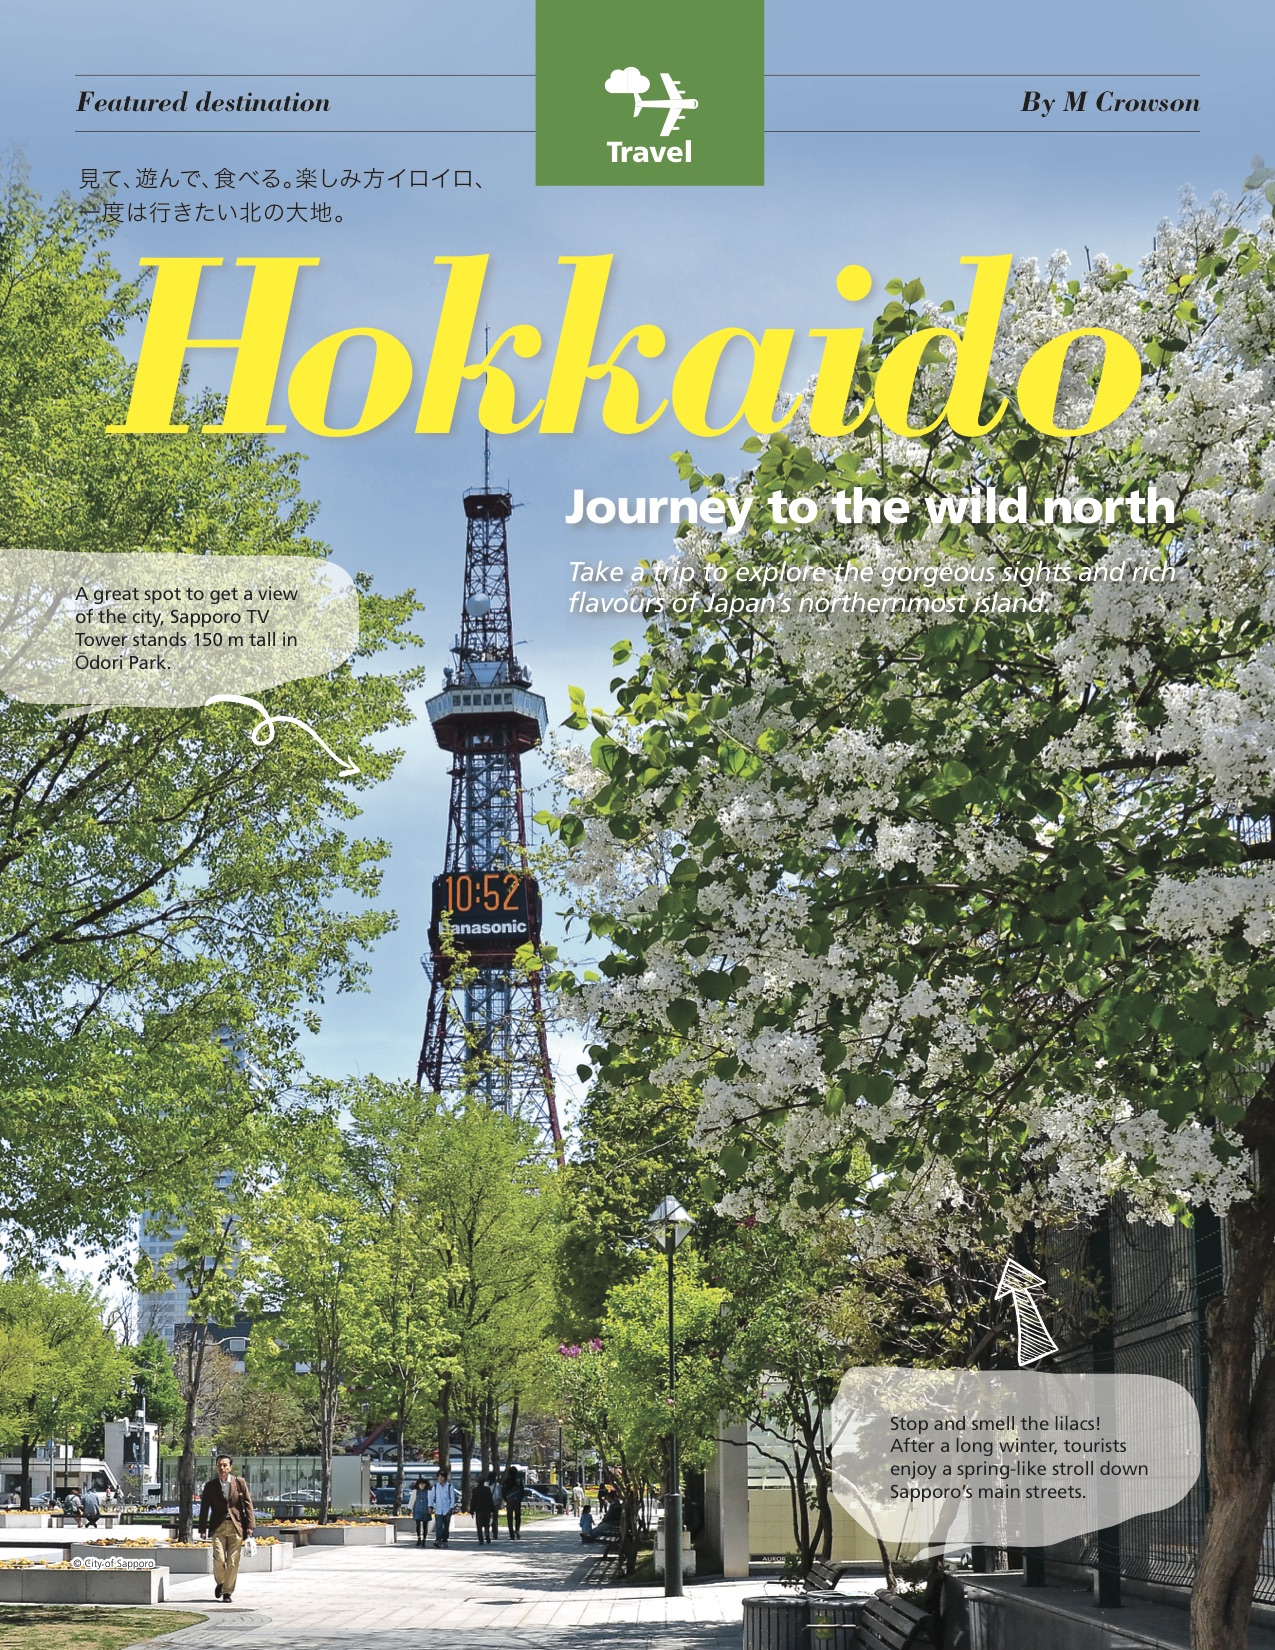 Featured destination
Travel
By M Crowson
見て、遊んで、食べる。楽しみ方イロイロ、
一度は行きたい北の大地。
Hokkaido
Journey to the wild north
Take a trip to explore the gorgeous sights and rich
flavours of Japan's northernmost island.
A great spot to get a view
of the city, Sapporo TV
Tower stands 150 m tall in
Odori Park.
10:52
Panasonic
Stop and smell the lilacs!
After a long winter, tourists
enjoy a spring-like stroll down
Sapporo's main streets.
© City of Sapporo